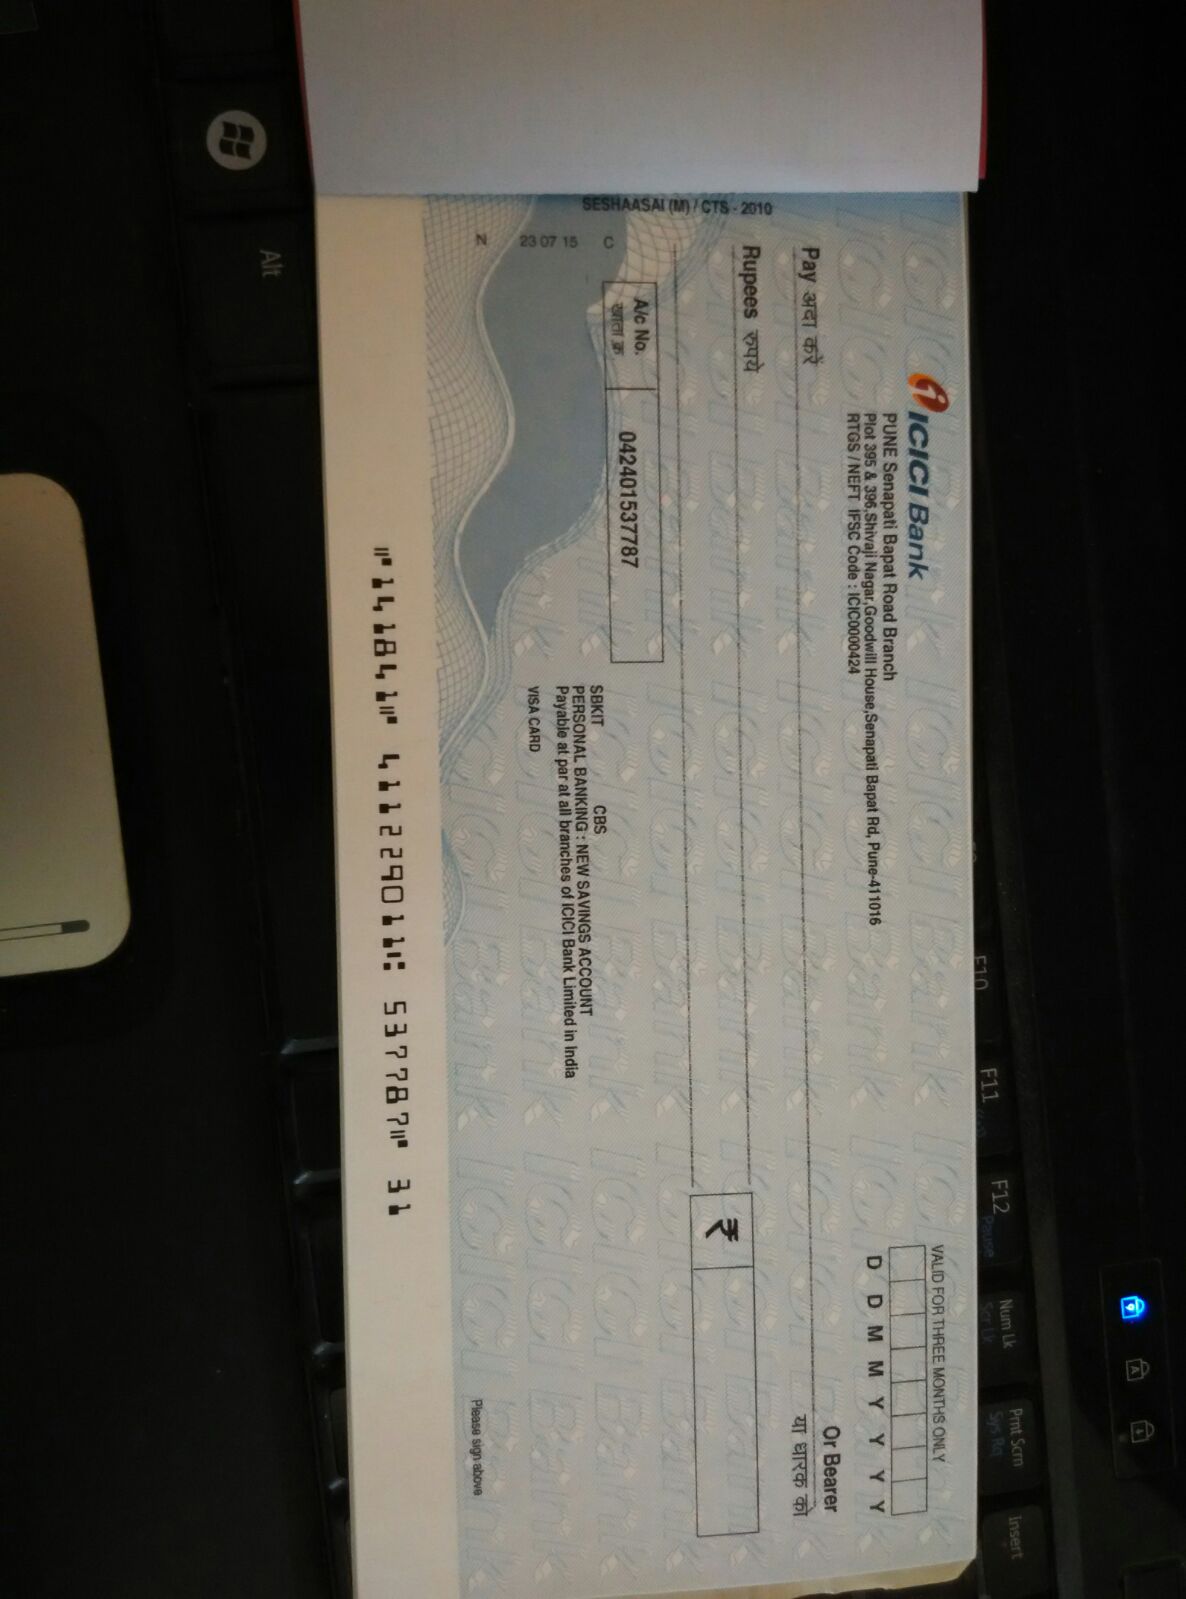 Prnt Scrn
Sys Rq
Insert
Num Lk
Scr Lk
F12
Pause
F11
F10
ICICI Bank
PUNE Senapati Bapat Road Branch
Plot 395 & 396,Shivaji Nagar,Goodwill House,Senapati Bapat Rd, Pune-411016
RTGS / NEFT IFSC Code : ICIC0000424
VALID FOR THREE MONTHS ONLY
D D M M Y Y Y Y
Pay अदा करें
Or Bearer
या धारक को
Rupees रुपये
₹
A/c No.
खाता क्र
042401537787
SBKIT CBS
PERSONAL BANKING : NEW SAVINGS ACCOUNT
Payable at par at all branches of ICICI Bank Limited in India
VISA CARD
Please sign above
SESHAASAI (M) / CTS - 2010
N 23 07 15 C
⑈141841⑈ 411229011⑆ 537787⑈ 31
Alt